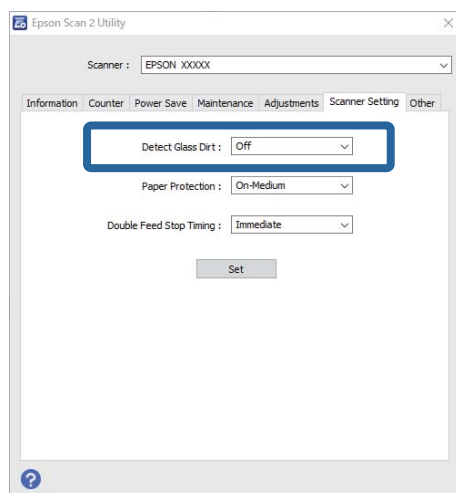 Epson Scan 2 Utility
Scanner : EPSON XXXXX
Information Counter Power Save Maintenance Adjustments Scanner Setting Other
Detect Glass Dirt : Off
Paper Protection : On-Medium
Double Feed Stop Timing : Immediate
Set
?